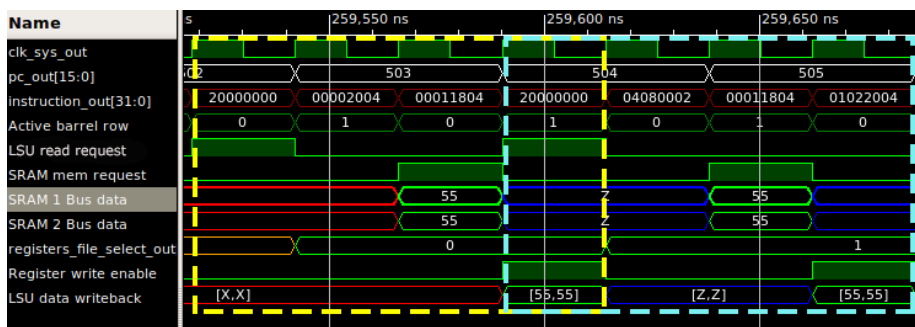 Name s 259,550 ns 259,600 ns 259,650 ns
clk_sys_out
pc_out[15:0] 02 503 504 505
instruction_out[31:0] 20000000 00002004 00011804 20000000 04080002 00011804 01022004
Active barrel row 0 1 0 1 0 1 0
LSU read request
SRAM mem request
SRAM 1 Bus data 55 Z 55
SRAM 2 Bus data 55 Z 55
registers_file_select_out 0 1
Register write enable
LSU data writeback [X,X] [55,55] [Z,Z] [55,55]